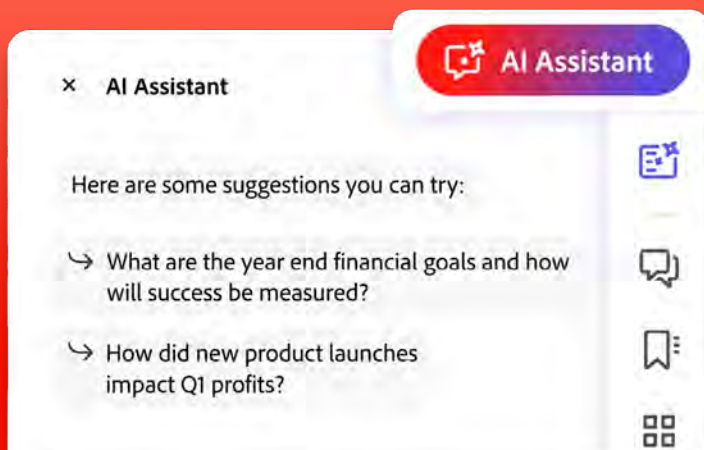 AI Assistant
× AI Assistant
Here are some suggestions you can try:
What are the year end financial goals and how
will success be measured?
How did new product launches
impact Q1 profits?